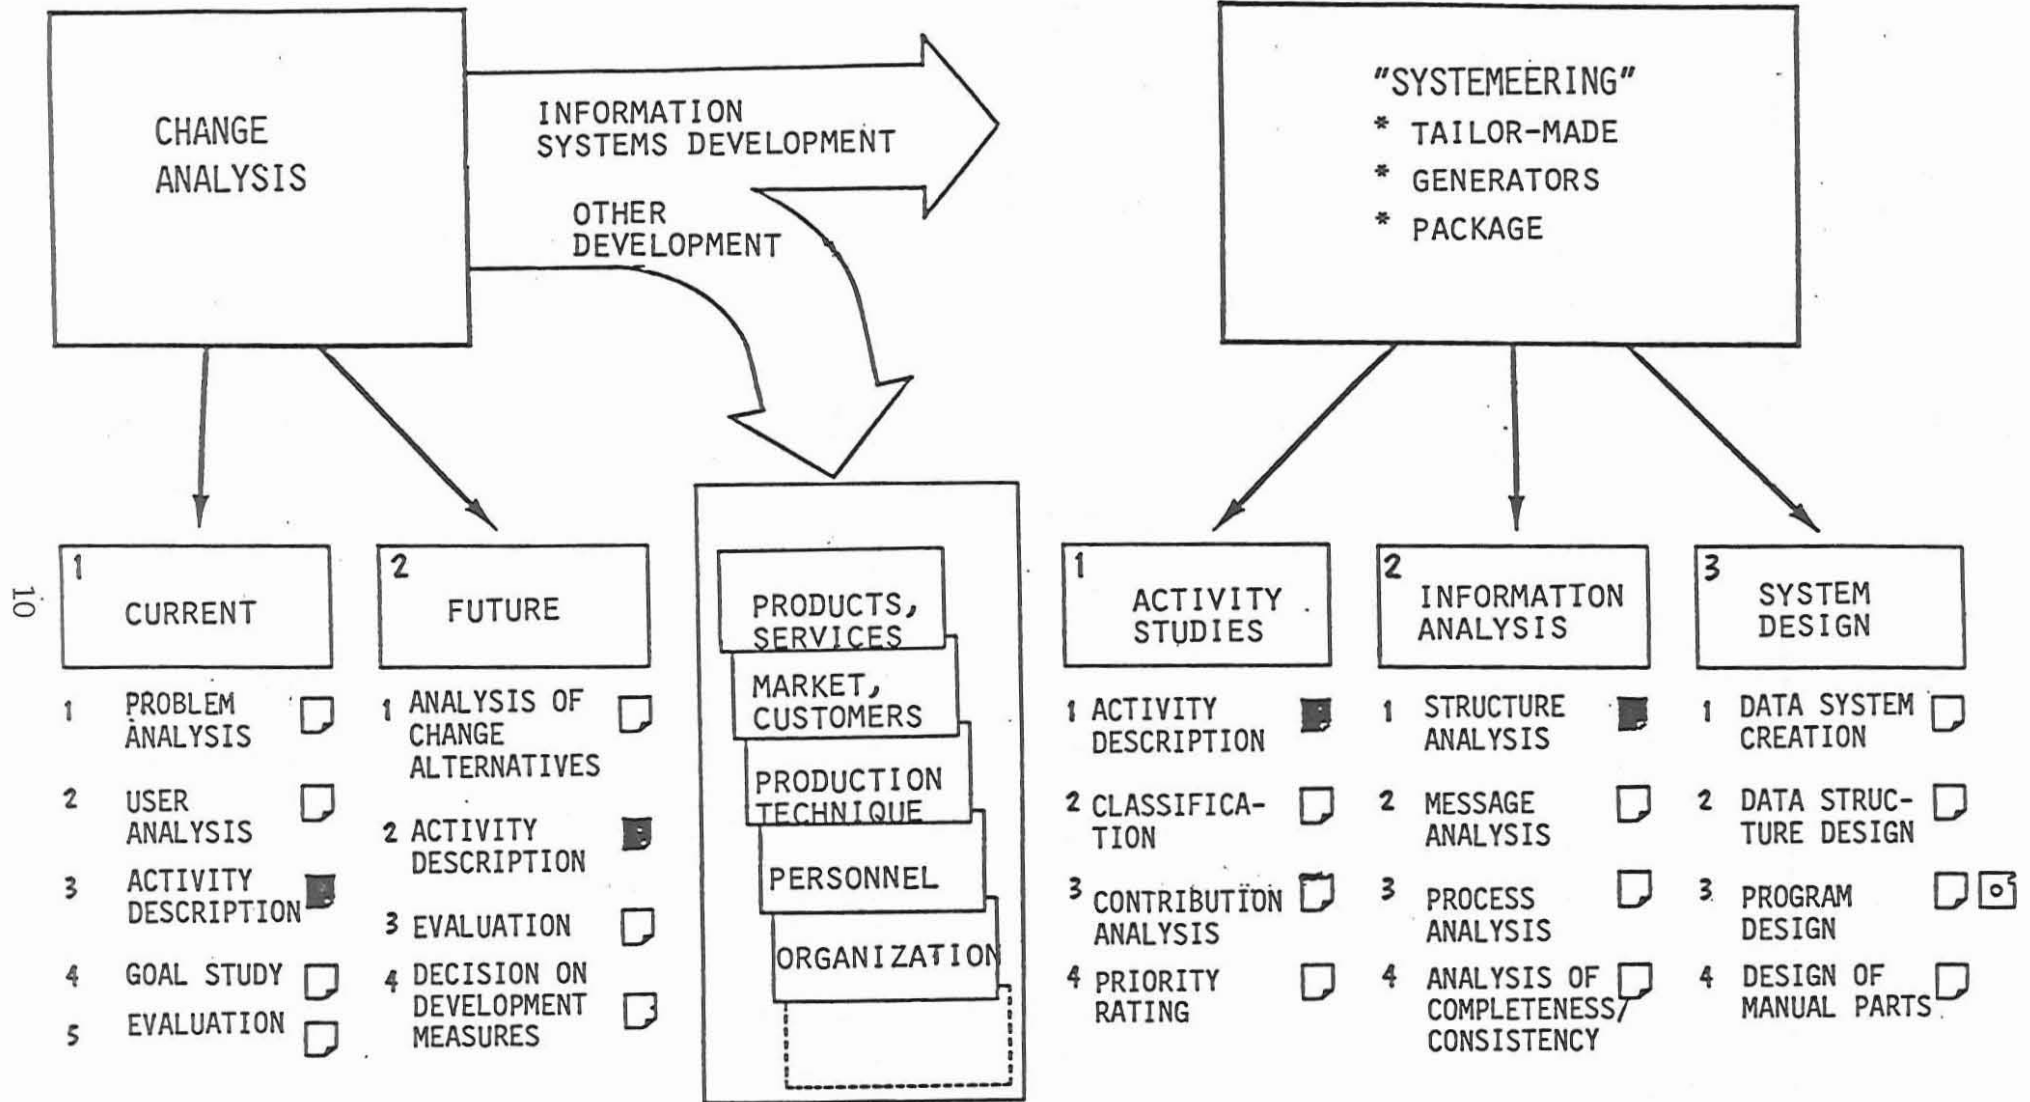 CHANGE
ANALYSIS
INFORMATION
SYSTEMS DEVELOPMENT
OTHER
DEVELOPMENT
"SYSTEMEERING"
* TAILOR-MADE
* GENERATORS
* PACKAGE
10
1
CURRENT
1 PROBLEM
ANALYSIS
2 USER
ANALYSIS
3 ACTIVITY
DESCRIPTION
4 GOAL STUDY
5 EVALUATION
2
FUTURE
1 ANALYSIS OF
CHANGE
ALTERNATIVES
2 ACTIVITY
DESCRIPTION
3 EVALUATION
4 DECISION ON
DEVELOPMENT
MEASURES
PRODUCTS,
SERVICES
MARKET,
CUSTOMERS
PRODUCTION
TECHNIQUE
PERSONNEL
ORGANIZATION
1
ACTIVITY
STUDIES
1 ACTIVITY
DESCRIPTION
2 CLASSIFICA-
TION
3 CONTRIBUTION
ANALYSIS
4 PRIORITY
RATING
2
INFORMATION
ANALYSIS
1 STRUCTURE
ANALYSIS
2 MESSAGE
ANALYSIS
3 PROCESS
ANALYSIS
4 ANALYSIS OF
COMPLETENESS/
CONSISTENCY
3
SYSTEM
DESIGN
1 DATA SYSTEM
CREATION
2 DATA STRUC-
TURE DESIGN
3 PROGRAM
DESIGN
4 DESIGN OF
MANUAL PARTS